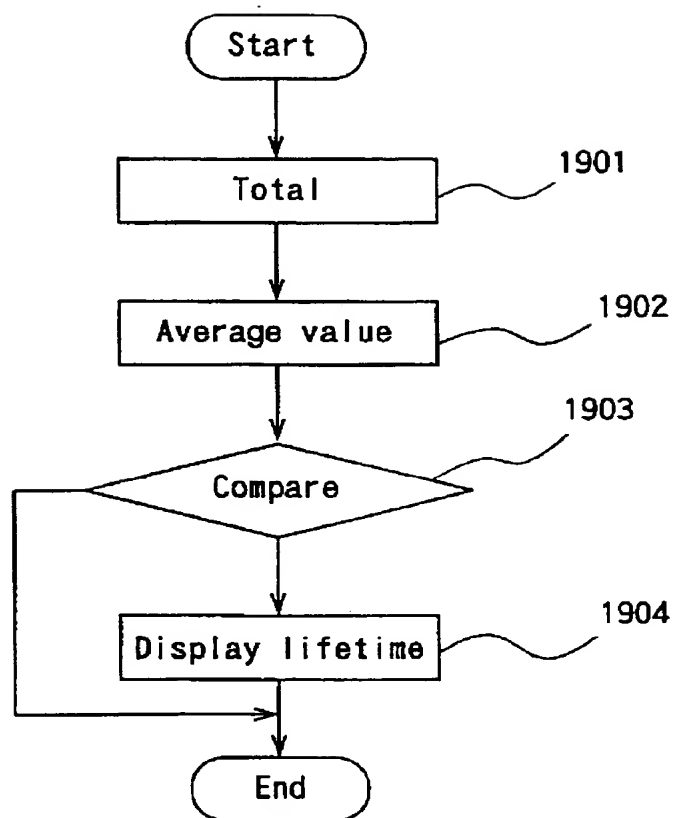 Start
Total
1901
Average value
1902
Compare
1903
Display lifetime
1904
End